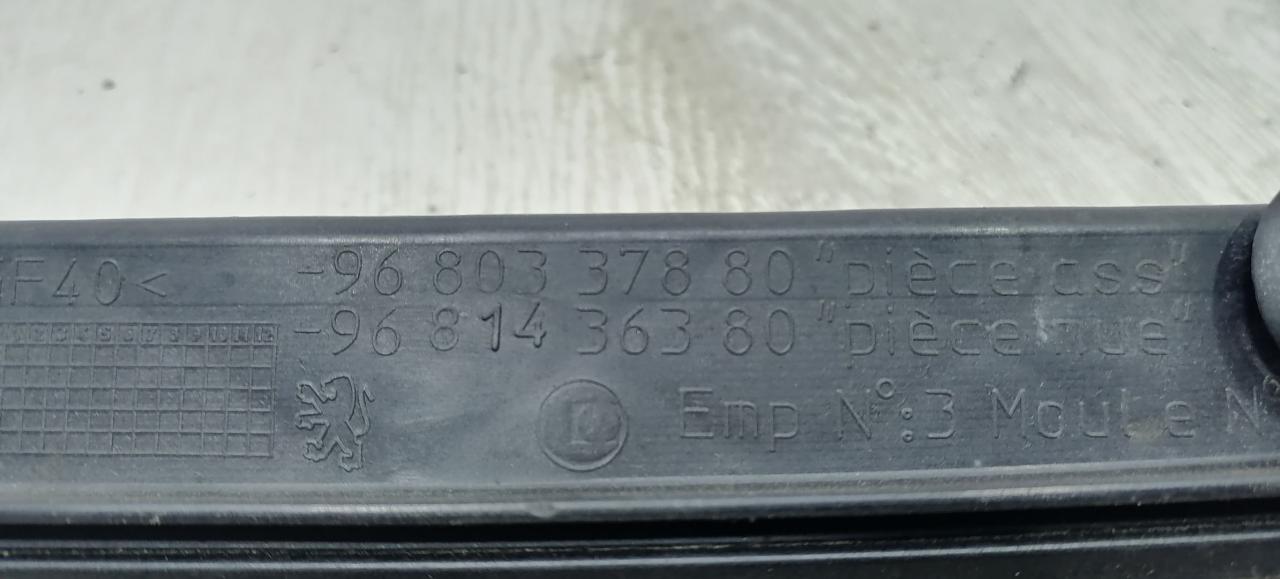 F40<
-96 803 378 80 "pièce ass"
-96 814 363 80 "pièce nue"
Emp N°:3 Moule N°